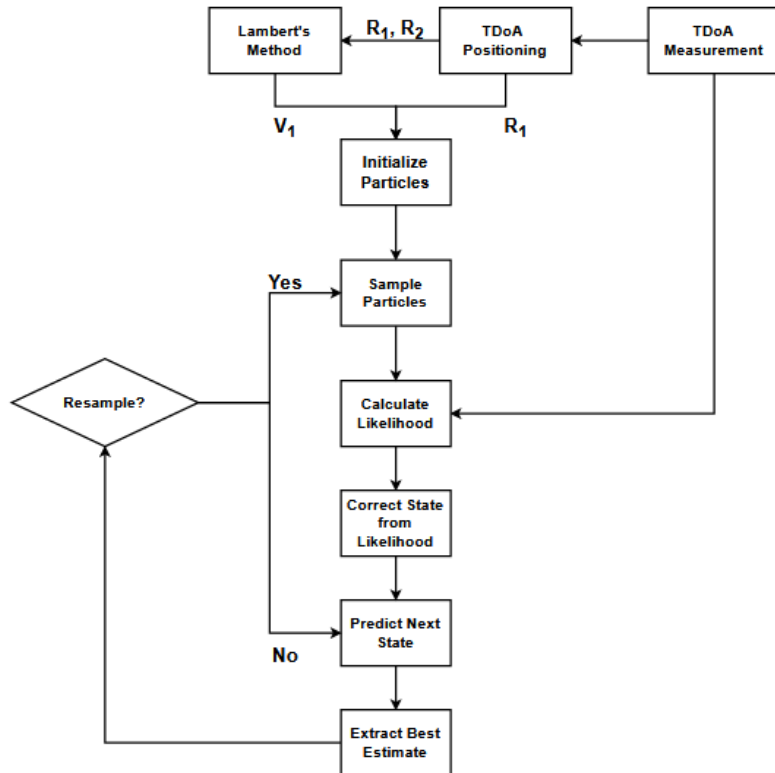 Lambert's
Method
R₁, R₂
TDoA
Positioning
TDoA
Measurement
V₁
R₁
Initialize
Particles
Yes
Sample
Particles
Resample?
Calculate
Likelihood
Correct State
from
Likelihood
Predict Next
State
No
Extract Best
Estimate